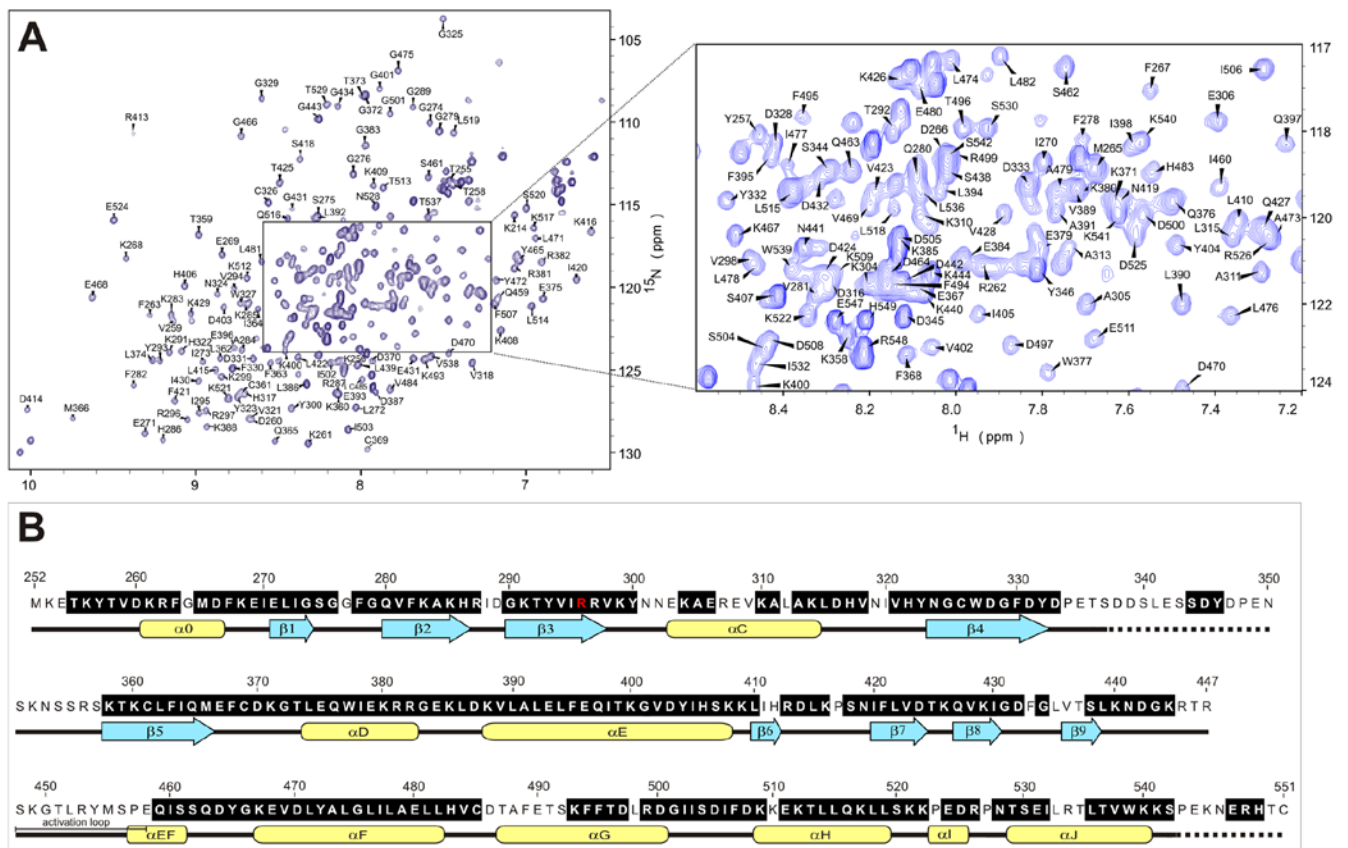 A
G325
G475
T373
G401
G329
T529
G434
G289
G443
G372
G501
G274
R413
G466
G383
G279
L519
S418
G276
S461
T255
T425
K409
T513
T258
C326
G431
S275
N528
S520
E524
T359
Q516
L392
T537
K517
K416
K214
L471
K268
E269
L481
Y465
R382
H406
K512
R381
I420
E468
K283
N324
V294
Y472
E375
F263
K429
W327
Q459
V259
D403
K285
F507
L514
K291
H322
E396
I364
K408
L374
Y293
I273
L362
A284
D470
D331
K400
L422
D370
V538
F282
I430
L415
F330
F363
I502
L439
E431
K493
V318
K299
R287
V484
F421
K521
C361
L386
E393
D387
D414
M366
I295
H317
Y300
K360
L272
R296
R297
Y323
V321
E271
H286
K388
D260
Q365
K261
I503
C369
105
110
115
120
125
130
15N (ppm)
10
9
8
7
K426
L474
L482
S462
F267
I506
F495
E480
E306
Y257
D328
T292
T496
S530
F278
I398
K540
Q397
I477
S344
Q463
D266
S542
I270
M265
Q280
R499
D333
A479
K371
H483
I460
F395
V423
S438
K380
N419
Y332
L515
D432
L394
V389
Q376
L410
Q427
L536
A391
D500
A473
K467
V469
L518
K310
V428
K541
L315
N441
D505
E384
E379
A313
Y404
R526
V298
W539
D424
K385
D525
L478
K509
D464
D442
L390
A311
K304
K444
R262
S407
V281
D316
F494
Y346
E367
A305
L476
K522
E547
H549
K440
I405
D345
S504
D508
R548
V402
D497
E511
K358
I532
F368
W377
K400
D470
117
118
120
122
124
8.4
8.2
8.0
7.8
7.6
7.4
7.2
1H (ppm)
B
252 260 270 280 290 300 310 320 330 340 350
MKETKYTVDKRFGMDFKEIELIGSGGFGQVFKAKHRIDGKTYVIRRVKYNNEKAEREVKALAKLDHVNIVHYNGCWDGFDYDPETSDDSLESSDYDPEN
α0 β1 β2 β3 αC β4
360 370 380 390 400 410 420 430 440 447
SKNSSRSKTKCLFIQMEFCDKGTLEQWIEKRRGEKLDKVLALELFEQITKGVDYIHSKKLIHRDLKPSNIFLVDTKQVKIGDFGLVTSLKNDGKRTR
β5 αD αE β6 β7 β8 β9
450 460 470 480 490 500 510 520 530 540 551
SKGTLRYMSPEQISSQDYGKEVDLYALGLILAELLHVCDTAFETSKFFTDLRDGIISDIFDKKEKTLLQKLLSKKPEDRPNTSEILRTLTVWKKSPEKNERHTC
activation loop
αEF αF αG αH αI αJ